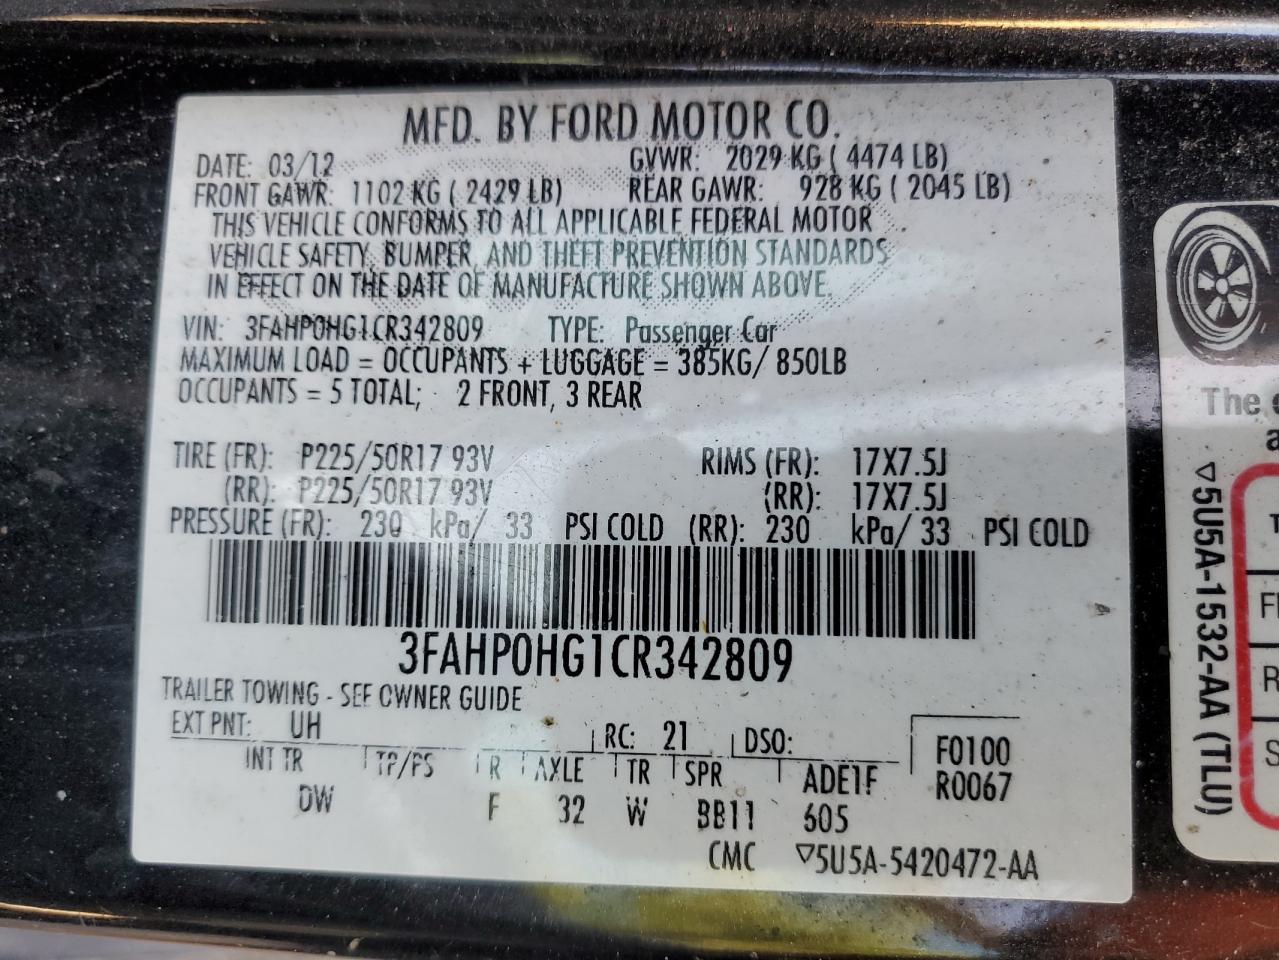 MFD. BY FORD MOTOR CO.
DATE: 03/12 GVWR: 2029 KG ( 4474 LB)
FRONT GAWR: 1102 KG ( 2429 LB) REAR GAWR: 928 KG ( 2045 LB)
THIS VEHICLE CONFORMS TO ALL APPLICABLE FEDERAL MOTOR
VEHICLE SAFETY, BUMPER, AND THEFT PREVENTION STANDARDS
IN EFFECT ON THE DATE OF MANUFACTURE SHOWN ABOVE.
VIN: 3FAHP0HG1CR342809 TYPE: Passenger Car
MAXIMUM LOAD = OCCUPANTS + LUGGAGE = 385KG/ 850LB
OCCUPANTS = 5 TOTAL; 2 FRONT, 3 REAR
TIRE (FR): P225/50R17 93V RIMS (FR): 17X7.5J
(RR): P225/50R17 93V (RR): 17X7.5J
PRESSURE (FR): 230 kPa/ 33 PSI COLD (RR): 230 kPa/ 33 PSI COLD
3FAHP0HG1CR342809
TRAILER TOWING - SEE OWNER GUIDE
EXT PNT: UH RC: 21 DSO: F0100
INT TR TP/PS R AXLE TR SPR ADE1F R0067
DW F 32 W BB11 605
CMC ▽5U5A-5420472-AA
The
▽5U5A-1532-AA (TLU)